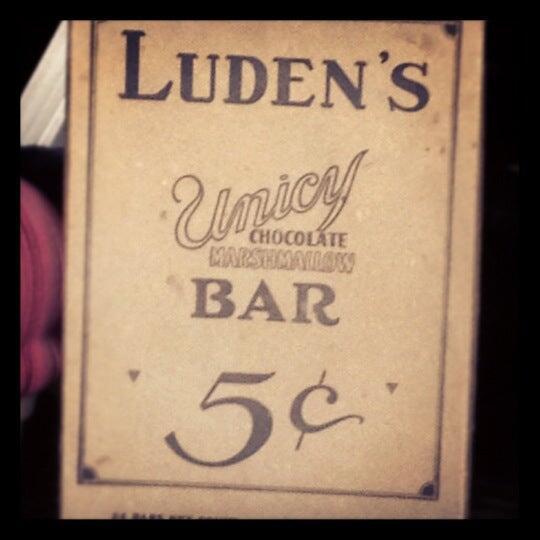 LUDEN'S
Unicy
CHOCOLATE
MARSHMALLOW
BAR
5¢